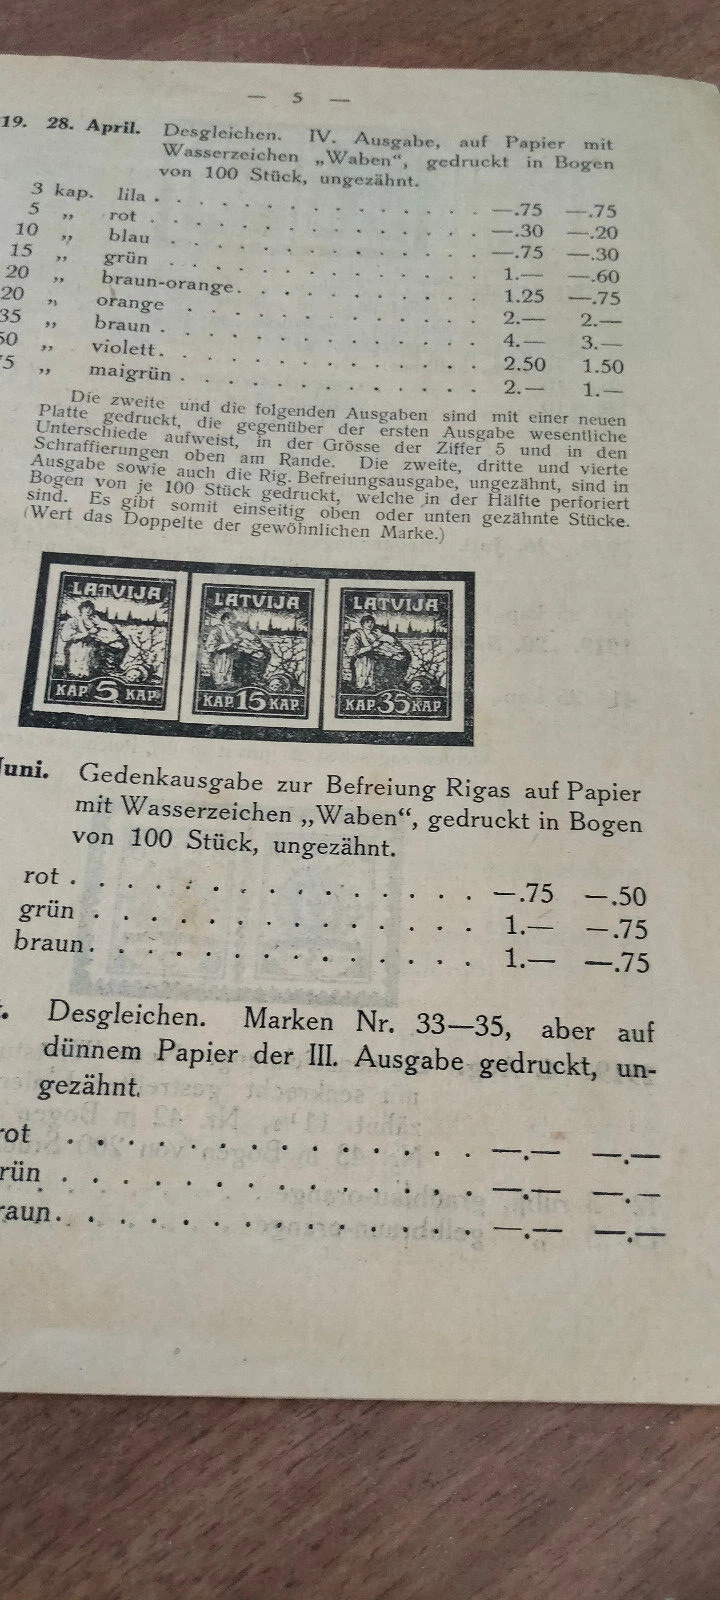 — 5 —
19. 28. April. Desgleichen. IV. Ausgabe, auf Papier mit
Wasserzeichen „Waben“, gedruckt in Bogen
von 100 Stück, ungezähnt.
3 kap. lila . . . . . . . . . . . . . —.75 —.75
5 „ rot . . . . . . . . . . . . . —.30 —.20
10 „ blau . . . . . . . . . . . . . —.75 —.30
15 „ grün . . . . . . . . . . . . . 1.— —.60
20 „ braun-orange. . . . . . . . . . 1.25 —.75
20 „ orange . . . . . . . . . . . . 2.— 2.—
35 „ braun . . . . . . . . . . . . . 4.— 3.—
50 „ violett. . . . . . . . . . . . . 2.50 1.50
75 „ maigrün . . . . . . . . . . . . 2.— 1.—
Die zweite und die folgenden Ausgaben sind mit einer neuen
Platte gedruckt, die gegenüber der ersten Ausgabe wesentliche
Unterschiede aufweist, in der Grösse der Ziffer 5 und in den
Schraffierungen oben am Rande. Die zweite, dritte und vierte
Ausgabe sowie auch die Rig. Befreiungsausgabe, ungezähnt, sind in
Bogen von je 100 Stück gedruckt, welche in der Hälfte perforiert
sind. Es gibt somit einseitig oben oder unten gezähnte Stücke.
(Wert das Doppelte der gewöhnlichen Marke.)
LATVIJA LATVIJA LATVIJA
KAP 5 KAP. KAP. 15 KAP. KAP. 35 KAP.
Juni. Gedenkausgabe zur Befreiung Rigas auf Papier
mit Wasserzeichen „Waben“, gedruckt in Bogen
von 100 Stück, ungezähnt.
rot . . . . . . . . . . . . . . —.75 —.50
grün . . . . . . . . . . . . . 1.— —.75
braun. . . . . . . . . . . . . 1.— —.75
Desgleichen. Marken Nr. 33—35, aber auf
dünnem Papier der III. Ausgabe gedruckt, un-
gezähnt.
rot . . . . . . . . . . . . . —.— —.—
rün . . . . . . . . . . . . . —.— —.—
raun. . . . . . . . . . . . . —.— —.—